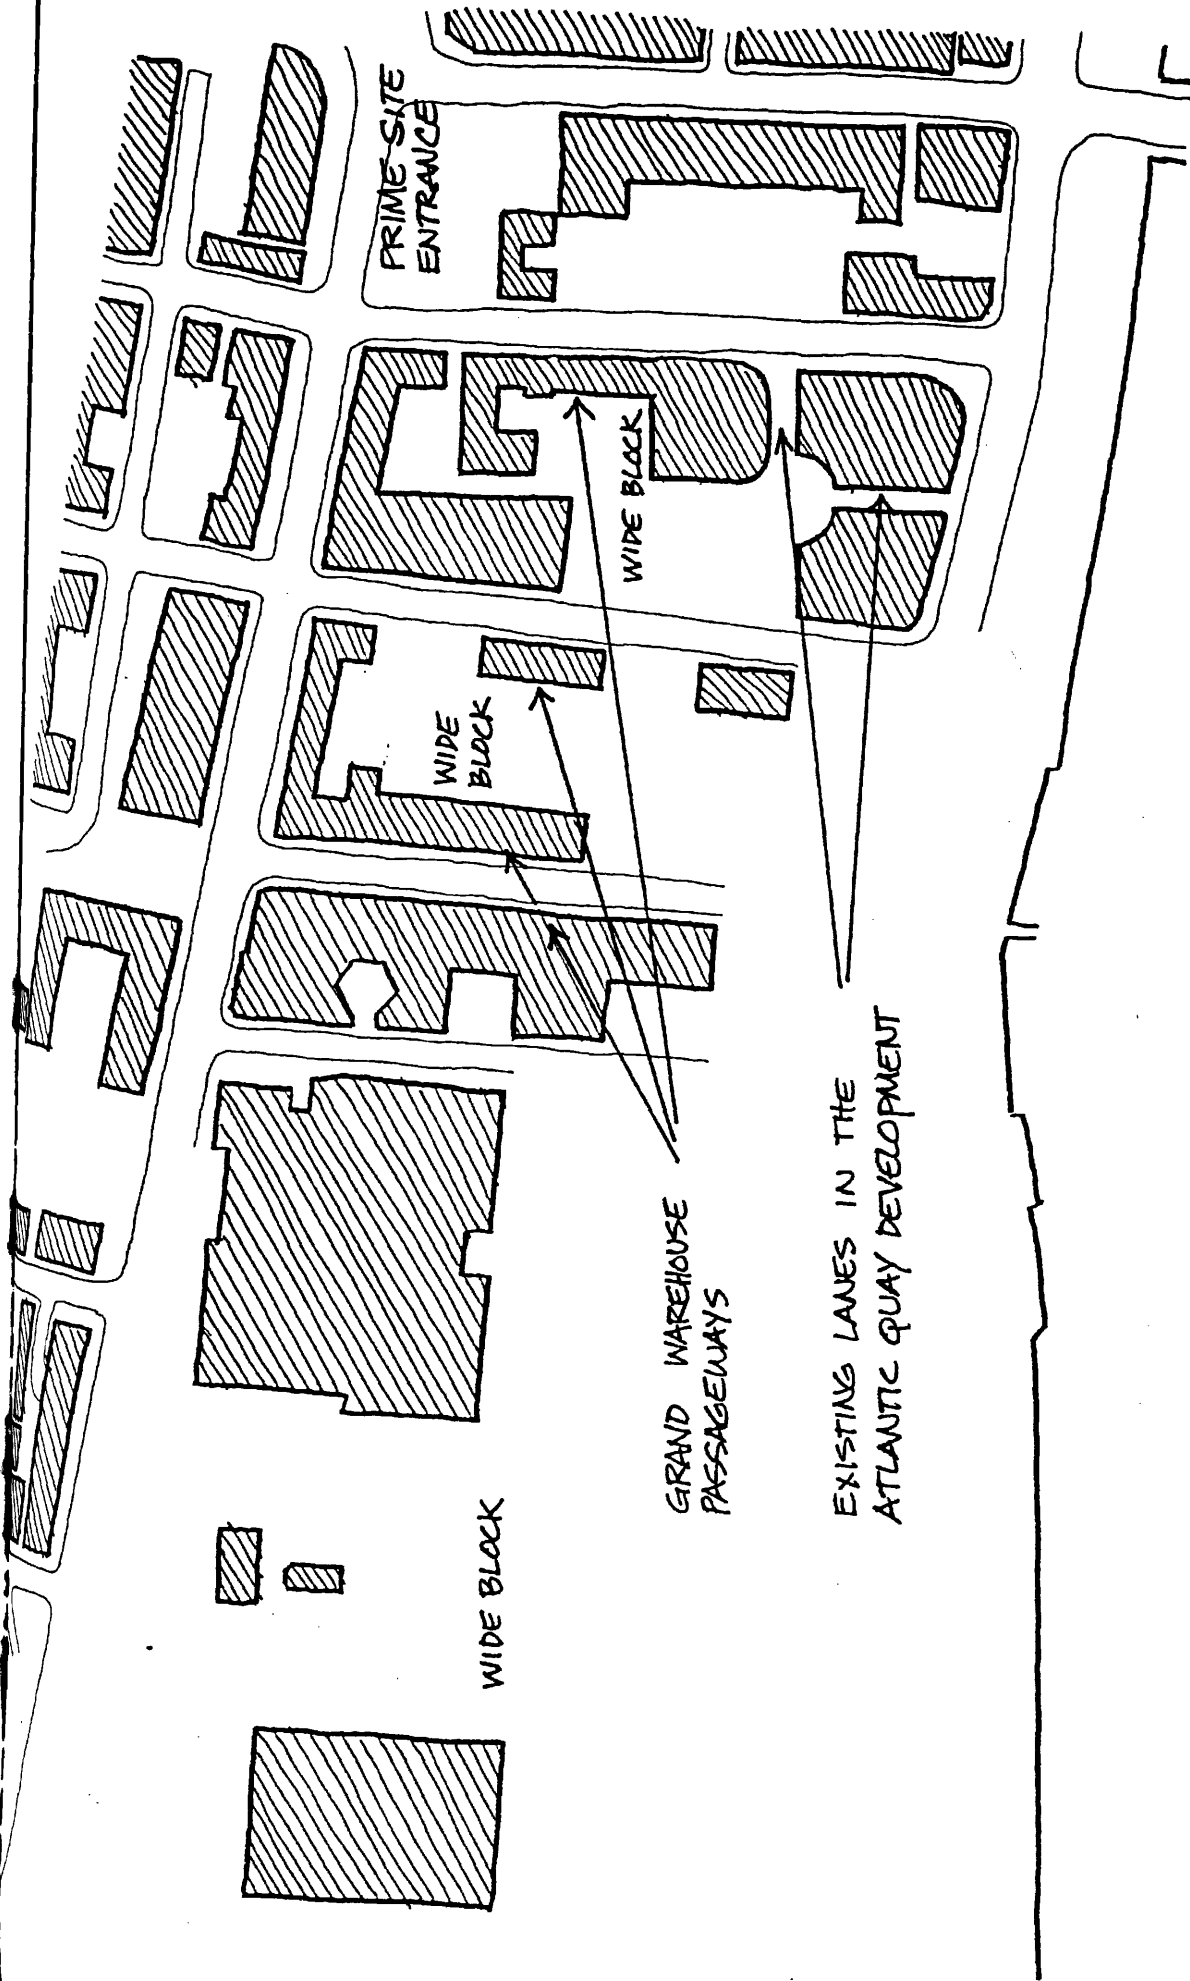 PRIME SITE
ENTRANCE
WIDE BLOCK
WIDE
BLOCK
WIDE BLOCK
GRAND WAREHOUSE
PASSAGEWAYS
EXISTING LANES IN THE
ATLANTIC QUAY DEVELOPMENT